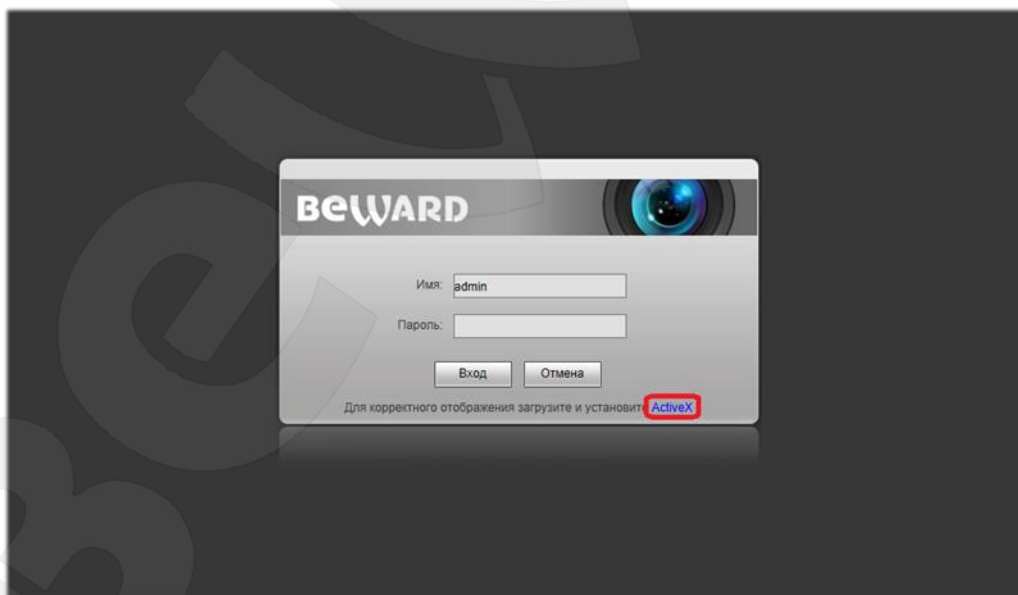 BEWARD
Имя: admin
Пароль:
Вход Отмена
Для корректного отображения загрузите и установите ActiveX